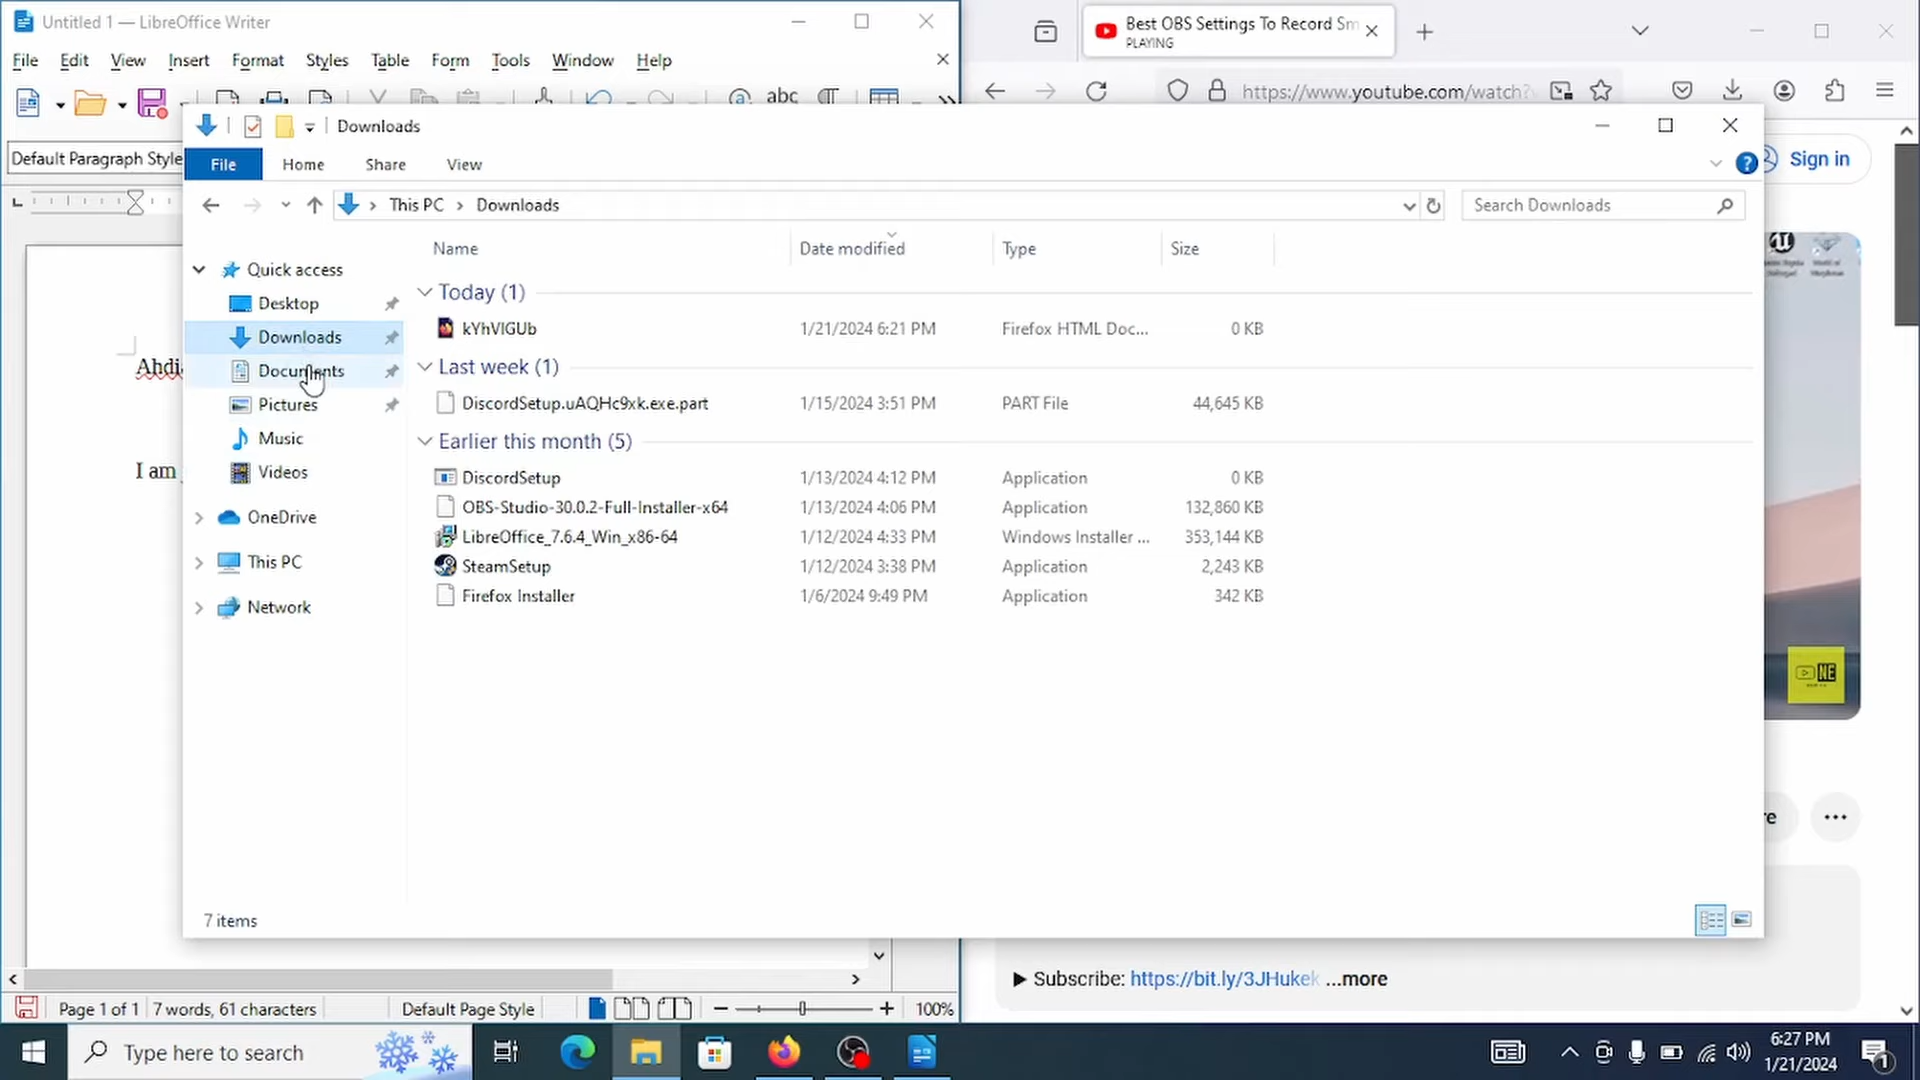 Untitled 1 — LibreOffice Writer
File Edit View Insert Format Styles Table Form Tools Window Help
Default Paragraph Style
Ahdi
I am
Page 1 of 1 7 words, 61 characters Default Page Style 100%
Best OBS Settings To Record Sm
PLAYING
https://www.youtube.com/watch?
Sign in
Downloads
File Home Share View
This PC > Downloads
Search Downloads
Quick access
Desktop
Downloads
Documents
Pictures
Music
Videos
OneDrive
This PC
Network
Name Date modified Type Size
Today (1)
kYhVlGUb 1/21/2024 6:21 PM Firefox HTML Doc... 0 KB
Last week (1)
DiscordSetup.uAQHc9xk.exe.part 1/15/2024 3:51 PM PART File 44,645 KB
Earlier this month (5)
DiscordSetup 1/13/2024 4:12 PM Application 0 KB
OBS-Studio-30.0.2-Full-Installer-x64 1/13/2024 4:06 PM Application 132,860 KB
LibreOffice_7.6.4_Win_x86-64 1/12/2024 4:33 PM Windows Installer ... 353,144 KB
SteamSetup 1/12/2024 3:38 PM Application 2,243 KB
Firefox Installer 1/6/2024 9:49 PM Application 342 KB
7 items
NE
re
▶ Subscribe: https://bit.ly/3JHukek ...more
Type here to search
6:27 PM
1/21/2024
1